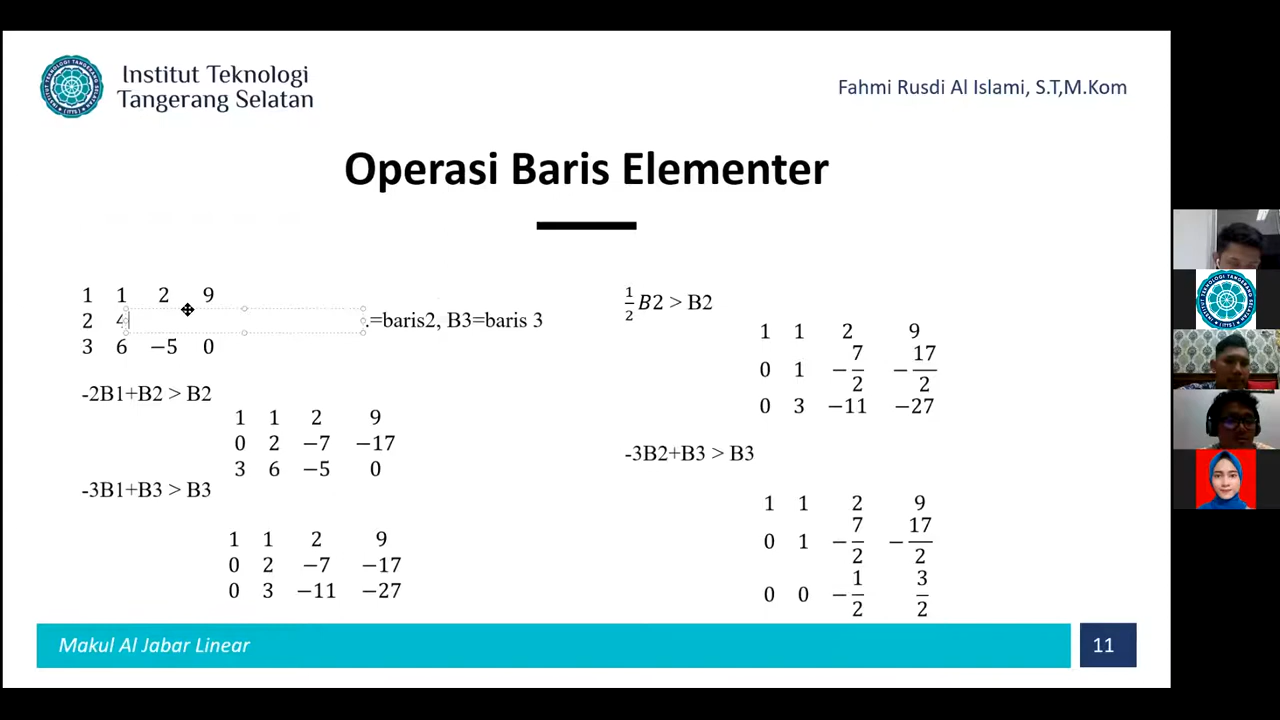 Institut Teknologi
Tangerang Selatan
Fahmi Rusdi Al Islami, S.T,M.Kom
Operasi Baris Elementer
1 1 2 9
2 4 .=baris2, B3=baris 3
3 6 −5 0
-2B1+B2 > B2
1 1 2 9
0 2 −7 −17
3 6 −5 0
-3B1+B3 > B3
1 1 2 9
0 2 −7 −17
0 3 −11 −27
1/2 B2 > B2
1 1 2 9
0 1 −7/2 −17/2
0 3 −11 −27
-3B2+B3 > B3
1 1 2 9
0 1 −7/2 −17/2
0 0 −1/2 3/2
Makul Al Jabar Linear
11